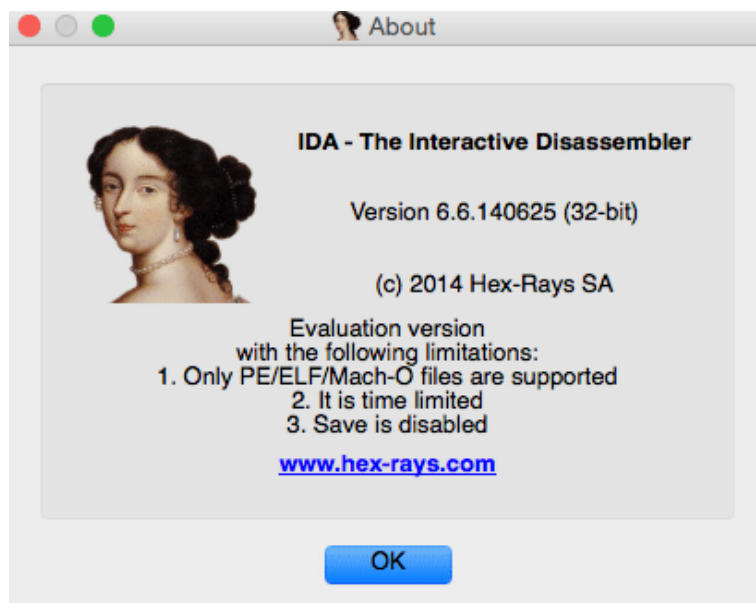 About
IDA - The Interactive Disassembler
Version 6.6.140625 (32-bit)
(c) 2014 Hex-Rays SA
Evaluation version
with the following limitations:
1. Only PE/ELF/Mach-O files are supported
2. It is time limited
3. Save is disabled
www.hex-rays.com
OK